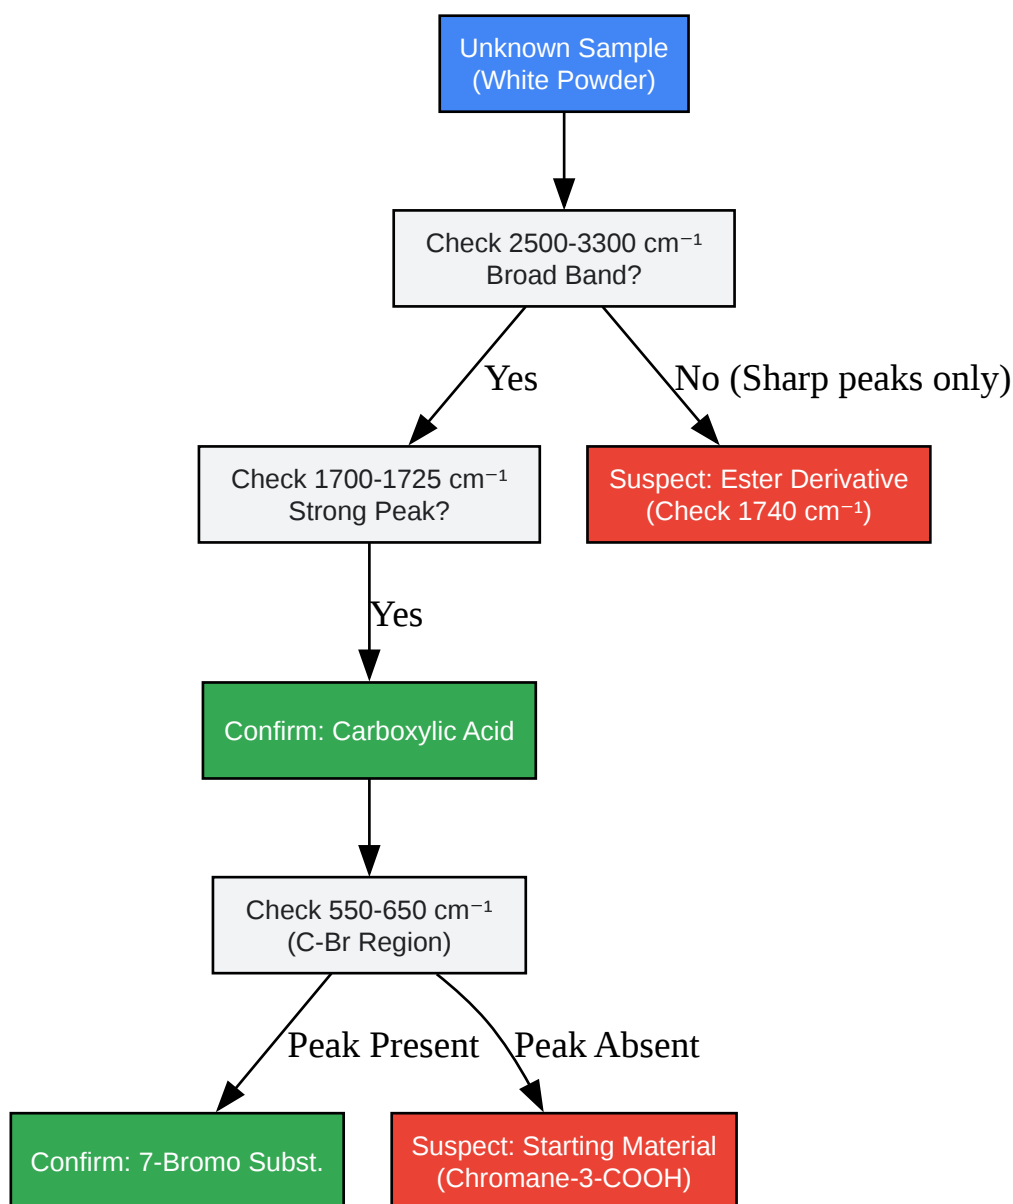 Unknown Sample
(White Powder)
Check 2500-3300 cm⁻¹
Broad Band?
Yes
No (Sharp peaks only)
Check 1700-1725 cm⁻¹
Strong Peak?
Suspect: Ester Derivative
(Check 1740 cm⁻¹)
Yes
Confirm: Carboxylic Acid
Check 550-650 cm⁻¹
(C-Br Region)
Peak Present
Peak Absent
Confirm: 7-Bromo Subst.
Suspect: Starting Material
(Chromane-3-COOH)